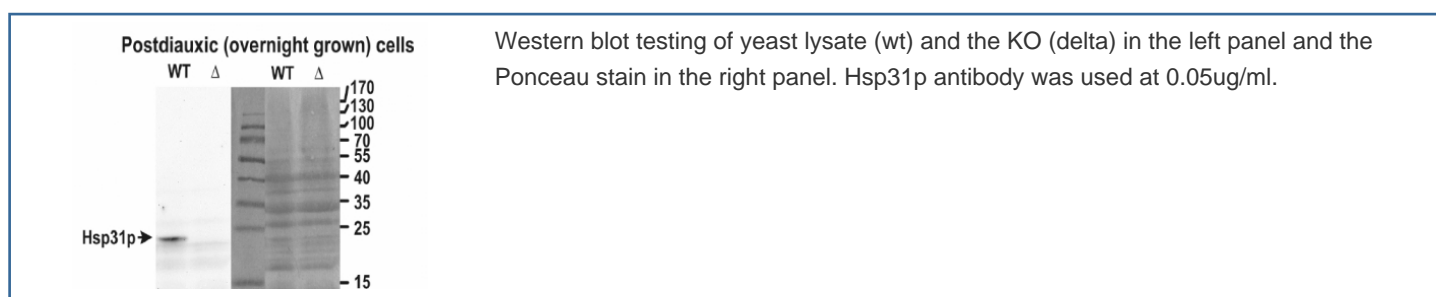 Postdiauxic (overnight grown) cells
WT Δ WT Δ
170
130
100
70
55
40
35
25
Hsp31p
15
Western blot testing of yeast lysate (wt) and the KO (delta) in the left panel and the
Ponceau stain in the right panel. Hsp31p antibody was used at 0.05ug/ml.